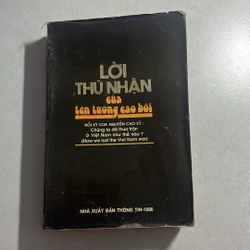 LỜI
THÚ NHẬN
của
tên tướng cao bồi
HỒI KÝ CỦA NGUYỄN CAO KỲ :
Chúng ta đã thua trận
ở Việt Nam như thế nào ?
(How we lost the Viet Nam war)
NHÀ XUẤT BẢN THÔNG TIN-1990